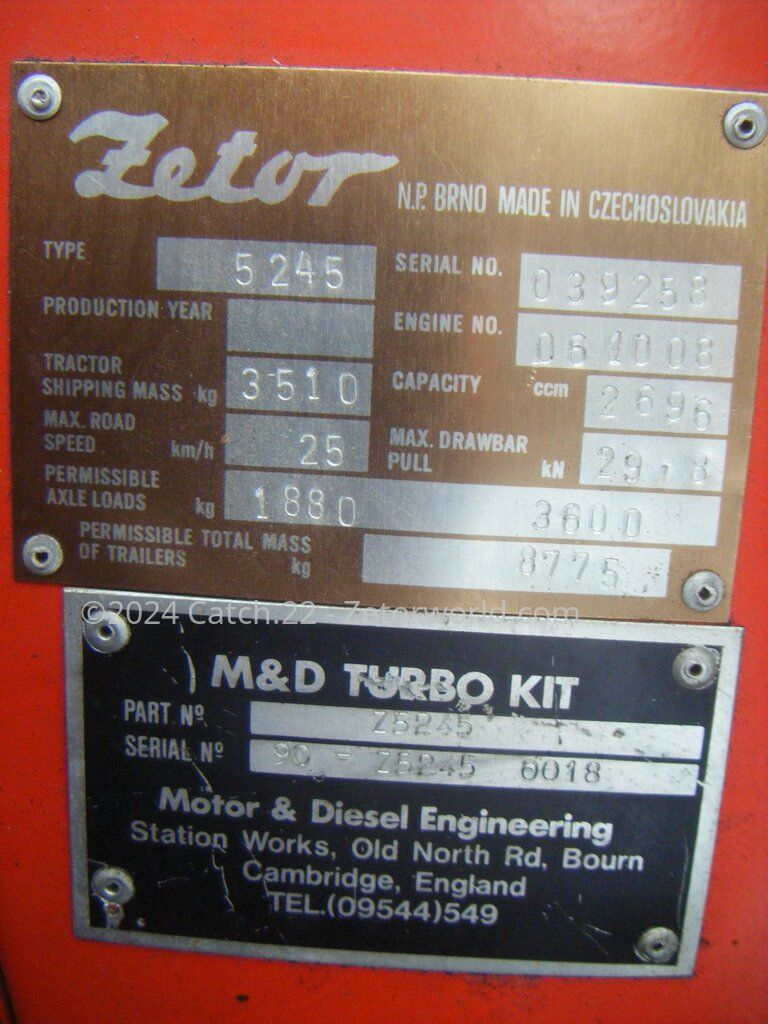 Zetor
N.P. BRNO MADE IN CZECHOSLOVAKIA
TYPE 5245
SERIAL NO. 039258
PRODUCTION YEAR
ENGINE NO. 061008
TRACTOR
SHIPPING MASS kg 3510
CAPACITY ccm 2696
MAX. ROAD
SPEED km/h 25
MAX. DRAWBAR
PULL kN 29,8
PERMISSIBLE
AXLE LOADS kg 1880 3600
PERMISSIBLE TOTAL MASS
OF TRAILERS kg 8775
©2024 Catch.22 - Zetorworld.com
M&D TURBO KIT
PART Nº Z5245
SERIAL Nº 90 - Z5245 0018
Motor & Diesel Engineering
Station Works, Old North Rd, Bourn
Cambridge, England
TEL.(09544)549